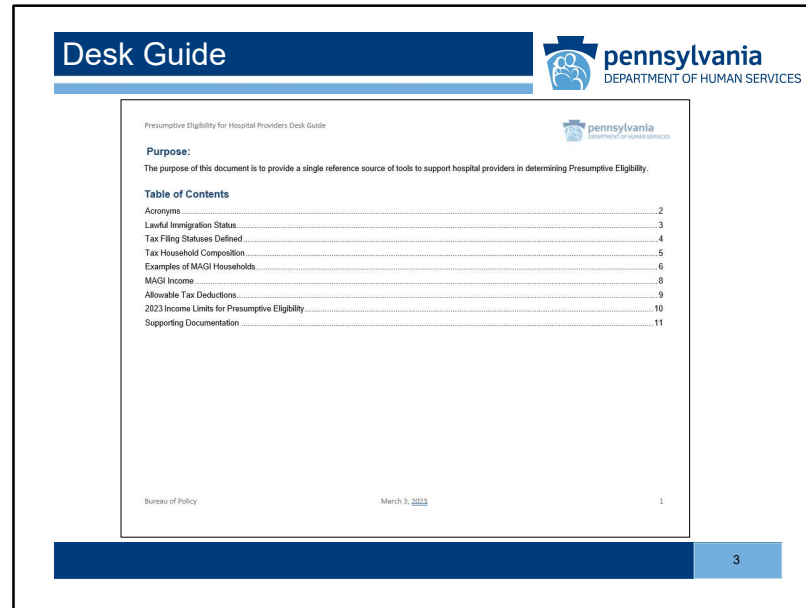 Desk Guide
pennsylvania
DEPARTMENT OF HUMAN SERVICES
Presumptive Eligibility for Hospital Providers Desk Guide
pennsylvania
DEPARTMENT OF HUMAN SERVICES
Purpose:
The purpose of this document is to provide a single reference source of tools to support hospital providers in determining Presumptive Eligibility.
Table of Contents
Acronyms 2
Lawful Immigration Status 3
Tax Filing Statuses Defined 4
Tax Household Composition 5
Examples of MAGI Households 6
MAGI Income 8
Allowable Tax Deductions 9
2023 Income Limits for Presumptive Eligibility 10
Supporting Documentation 11
Bureau of Policy March 3, 2023 1
3